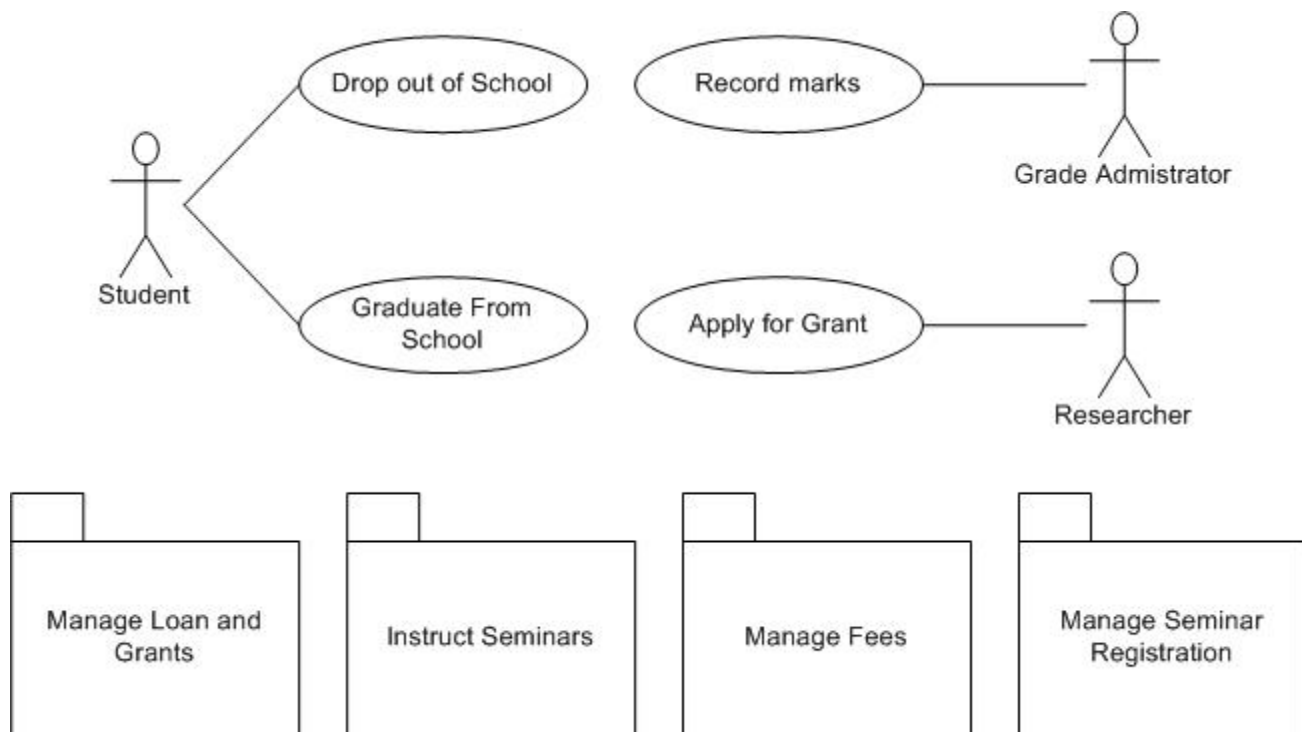 Drop out of School
Record marks
Grade Admistrator
Student
Graduate From
School
Apply for Grant
Researcher
Manage Loan and
Grants
Instruct Seminars
Manage Fees
Manage Seminar
Registration